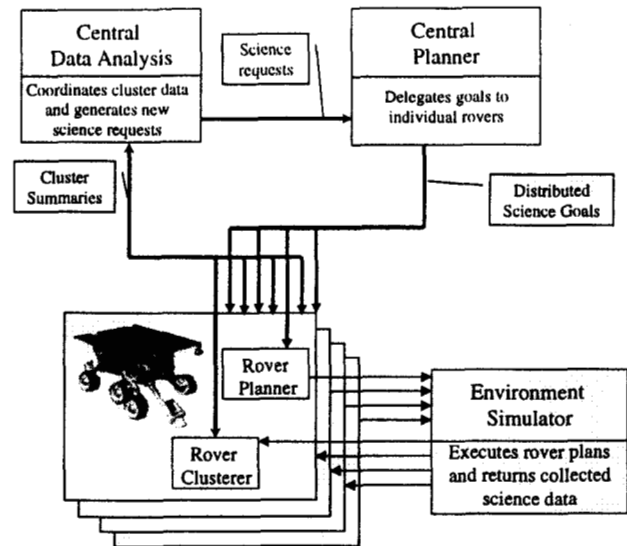 Central
Data Analysis
Coordinates cluster data
and generates new
science requests
Science
requests
Central
Planner
Delegates goals to
individual rovers
Cluster
Summaries
Distributed
Science Goals
Rover
Planner
Rover
Clusterer
Environment
Simulator
Executes rover plans
and returns collected
science data